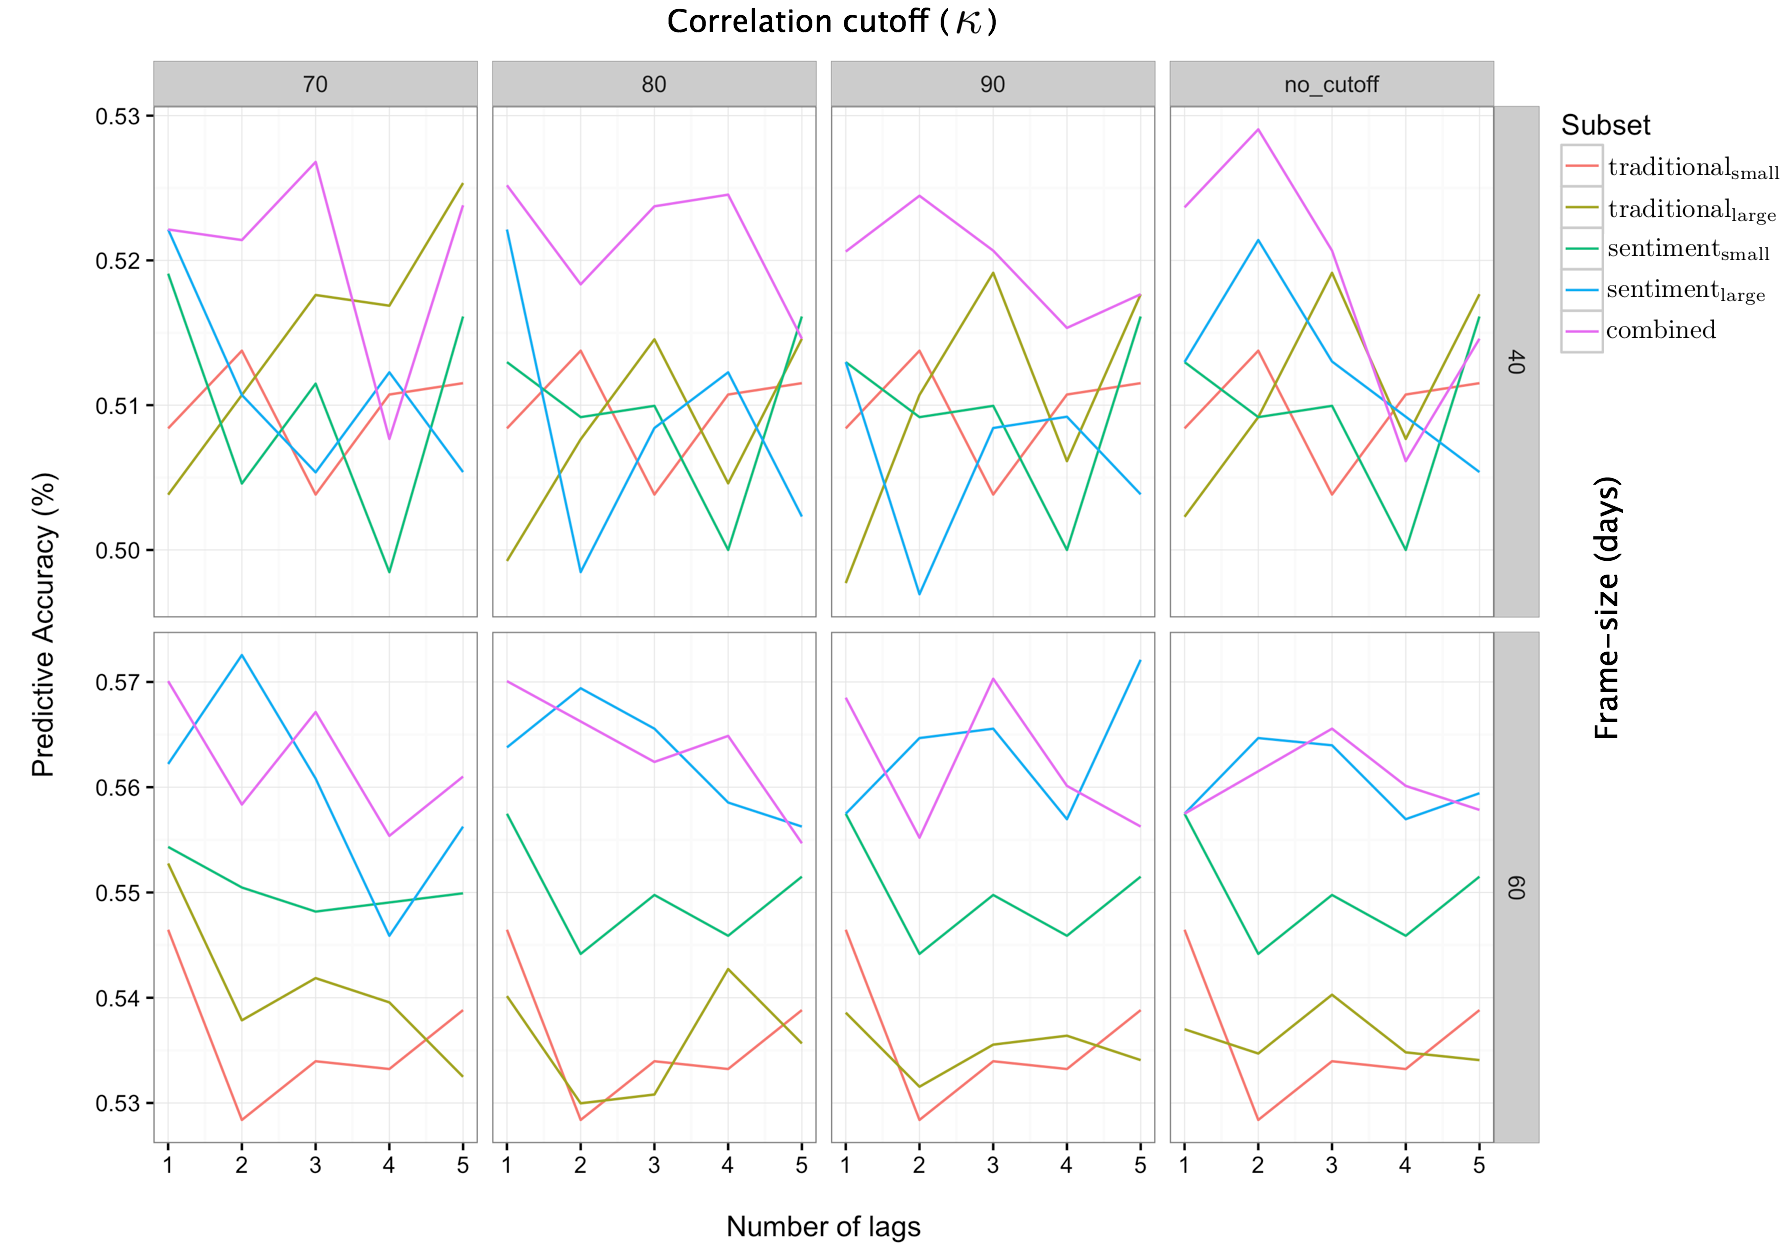 Correlation cutoff (κ)
70 80 90 no_cutoff
0.53
0.52
0.51
0.50
40
0.57
0.56
0.55
0.54
0.53
60
1 2 3 4 5 1 2 3 4 5 1 2 3 4 5 1 2 3 4 5
Number of lags
Predictive Accuracy (%)
Frame-size (days)
Subset
traditional_small
traditional_large
sentiment_small
sentiment_large
combined